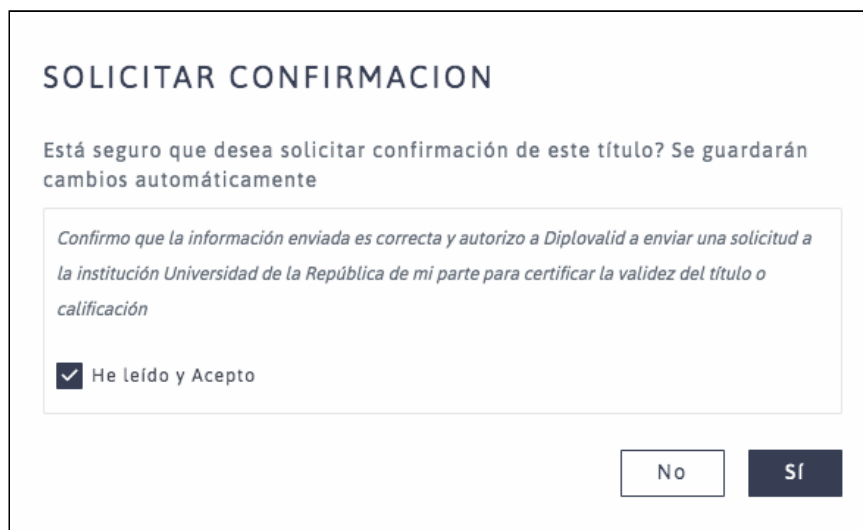 SOLICITAR CONFIRMACION
Está seguro que desea solicitar confirmación de este título? Se guardarán
cambios automáticamente
Confirmo que la información enviada es correcta y autorizo a Diplovalid a enviar una solicitud a
la institución Universidad de la República de mi parte para certificar la validez del título o
calificación
He leído y Acepto
No
Sí